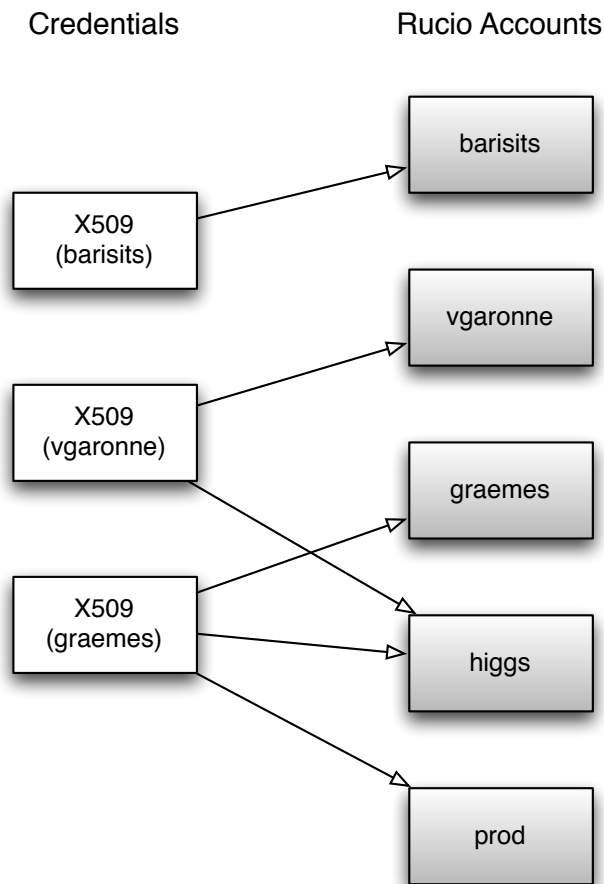 Credentials
Rucio Accounts
barisits
X509
(barisits)
vgaronne
X509
(vgaronne)
graemes
X509
(graemes)
higgs
prod